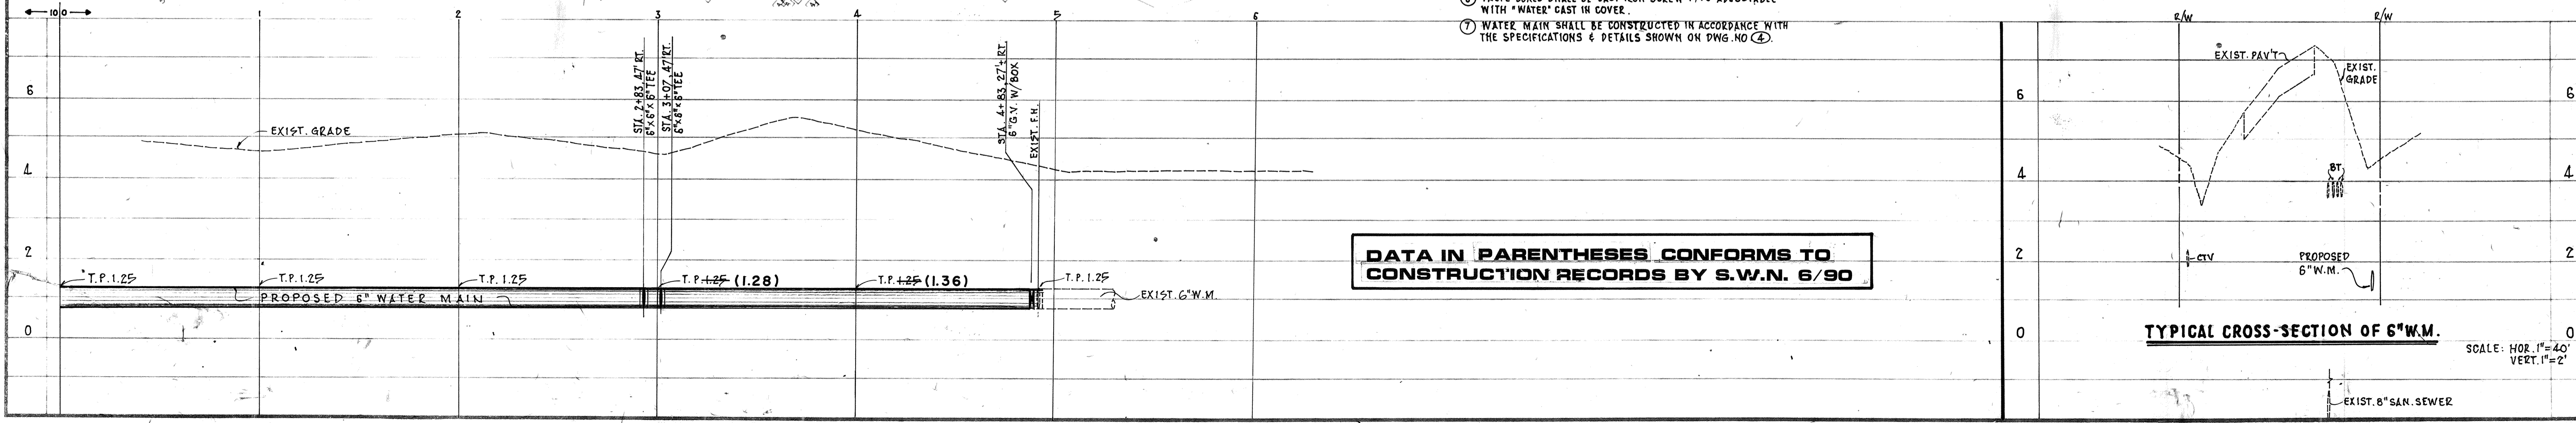 10+0 1 2 3 4 5 6
WITH "WATER" CAST IN COVER.
7 WATER MAIN SHALL BE CONSTRUCTED IN ACCORDANCE WITH
THE SPECIFICATIONS & DETAILS SHOWN ON DWG. NO 4.
6
4
2
0
EXIST. GRADE
STA. 2+83, 47' RT.
6"X6"X6"TEE
STA. 3+07, 47' RT.
6"X8"X6"TEE
STA. 4+83, 27'± RT.
6"G.V. W/BOX
EXIST. F.H.
T.P. 1.25
T.P. 1.25
T.P. 1.25
T.P. 1.25 (1.28)
T.P. 1.25 (1.36)
T.P. 1.25
PROPOSED 6" WATER MAIN
EXIST. 6" W.M.
DATA IN PARENTHESES CONFORMS TO
CONSTRUCTION RECORDS BY S.W.N. 6/90
6
4
2
0
R/W
R/W
EXIST. PAV'T
EXIST.
GRADE
BT
CTV
PROPOSED
6" W.M.
6
4
2
0
TYPICAL CROSS-SECTION OF 6" W.M.
SCALE: HOR. 1"=40'
VERT. 1"=2'
EXIST. 8" SAN. SEWER